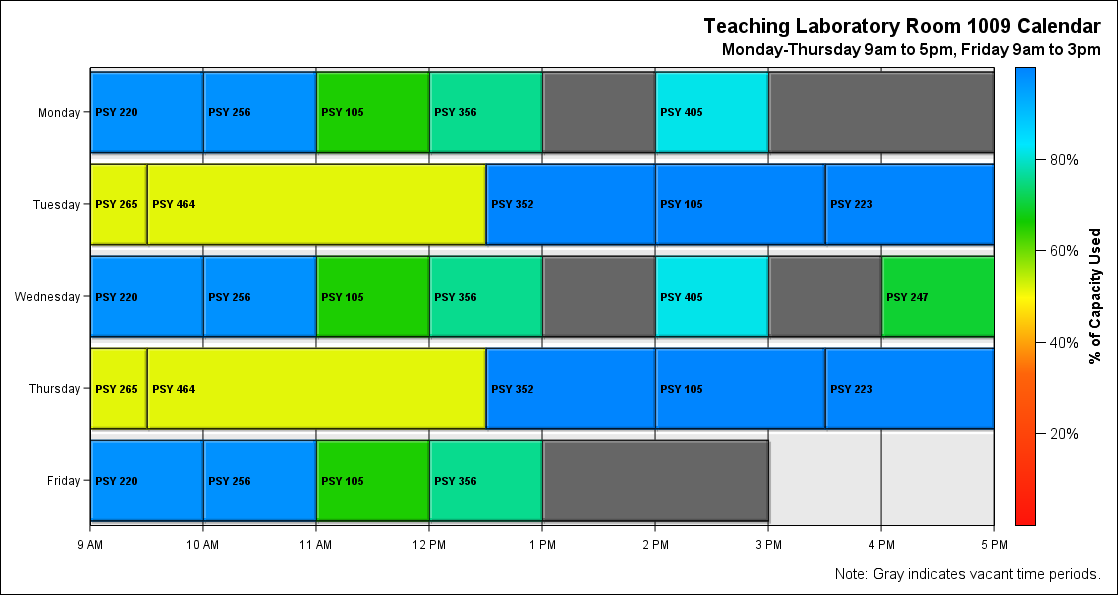 Teaching Laboratory Room 1009 Calendar
Monday-Thursday 9am to 5pm, Friday 9am to 3pm
Monday PSY 220 PSY 256 PSY 105 PSY 356 PSY 405
80%
Tuesday PSY 265 PSY 464 PSY 352 PSY 105 PSY 223
60%
Wednesday PSY 220 PSY 256 PSY 105 PSY 356 PSY 405 PSY 247
% of Capacity Used
40%
Thursday PSY 265 PSY 464 PSY 352 PSY 105 PSY 223
20%
Friday PSY 220 PSY 256 PSY 105 PSY 356
9 AM 10 AM 11 AM 12 PM 1 PM 2 PM 3 PM 4 PM 5 PM
Note: Gray indicates vacant time periods.